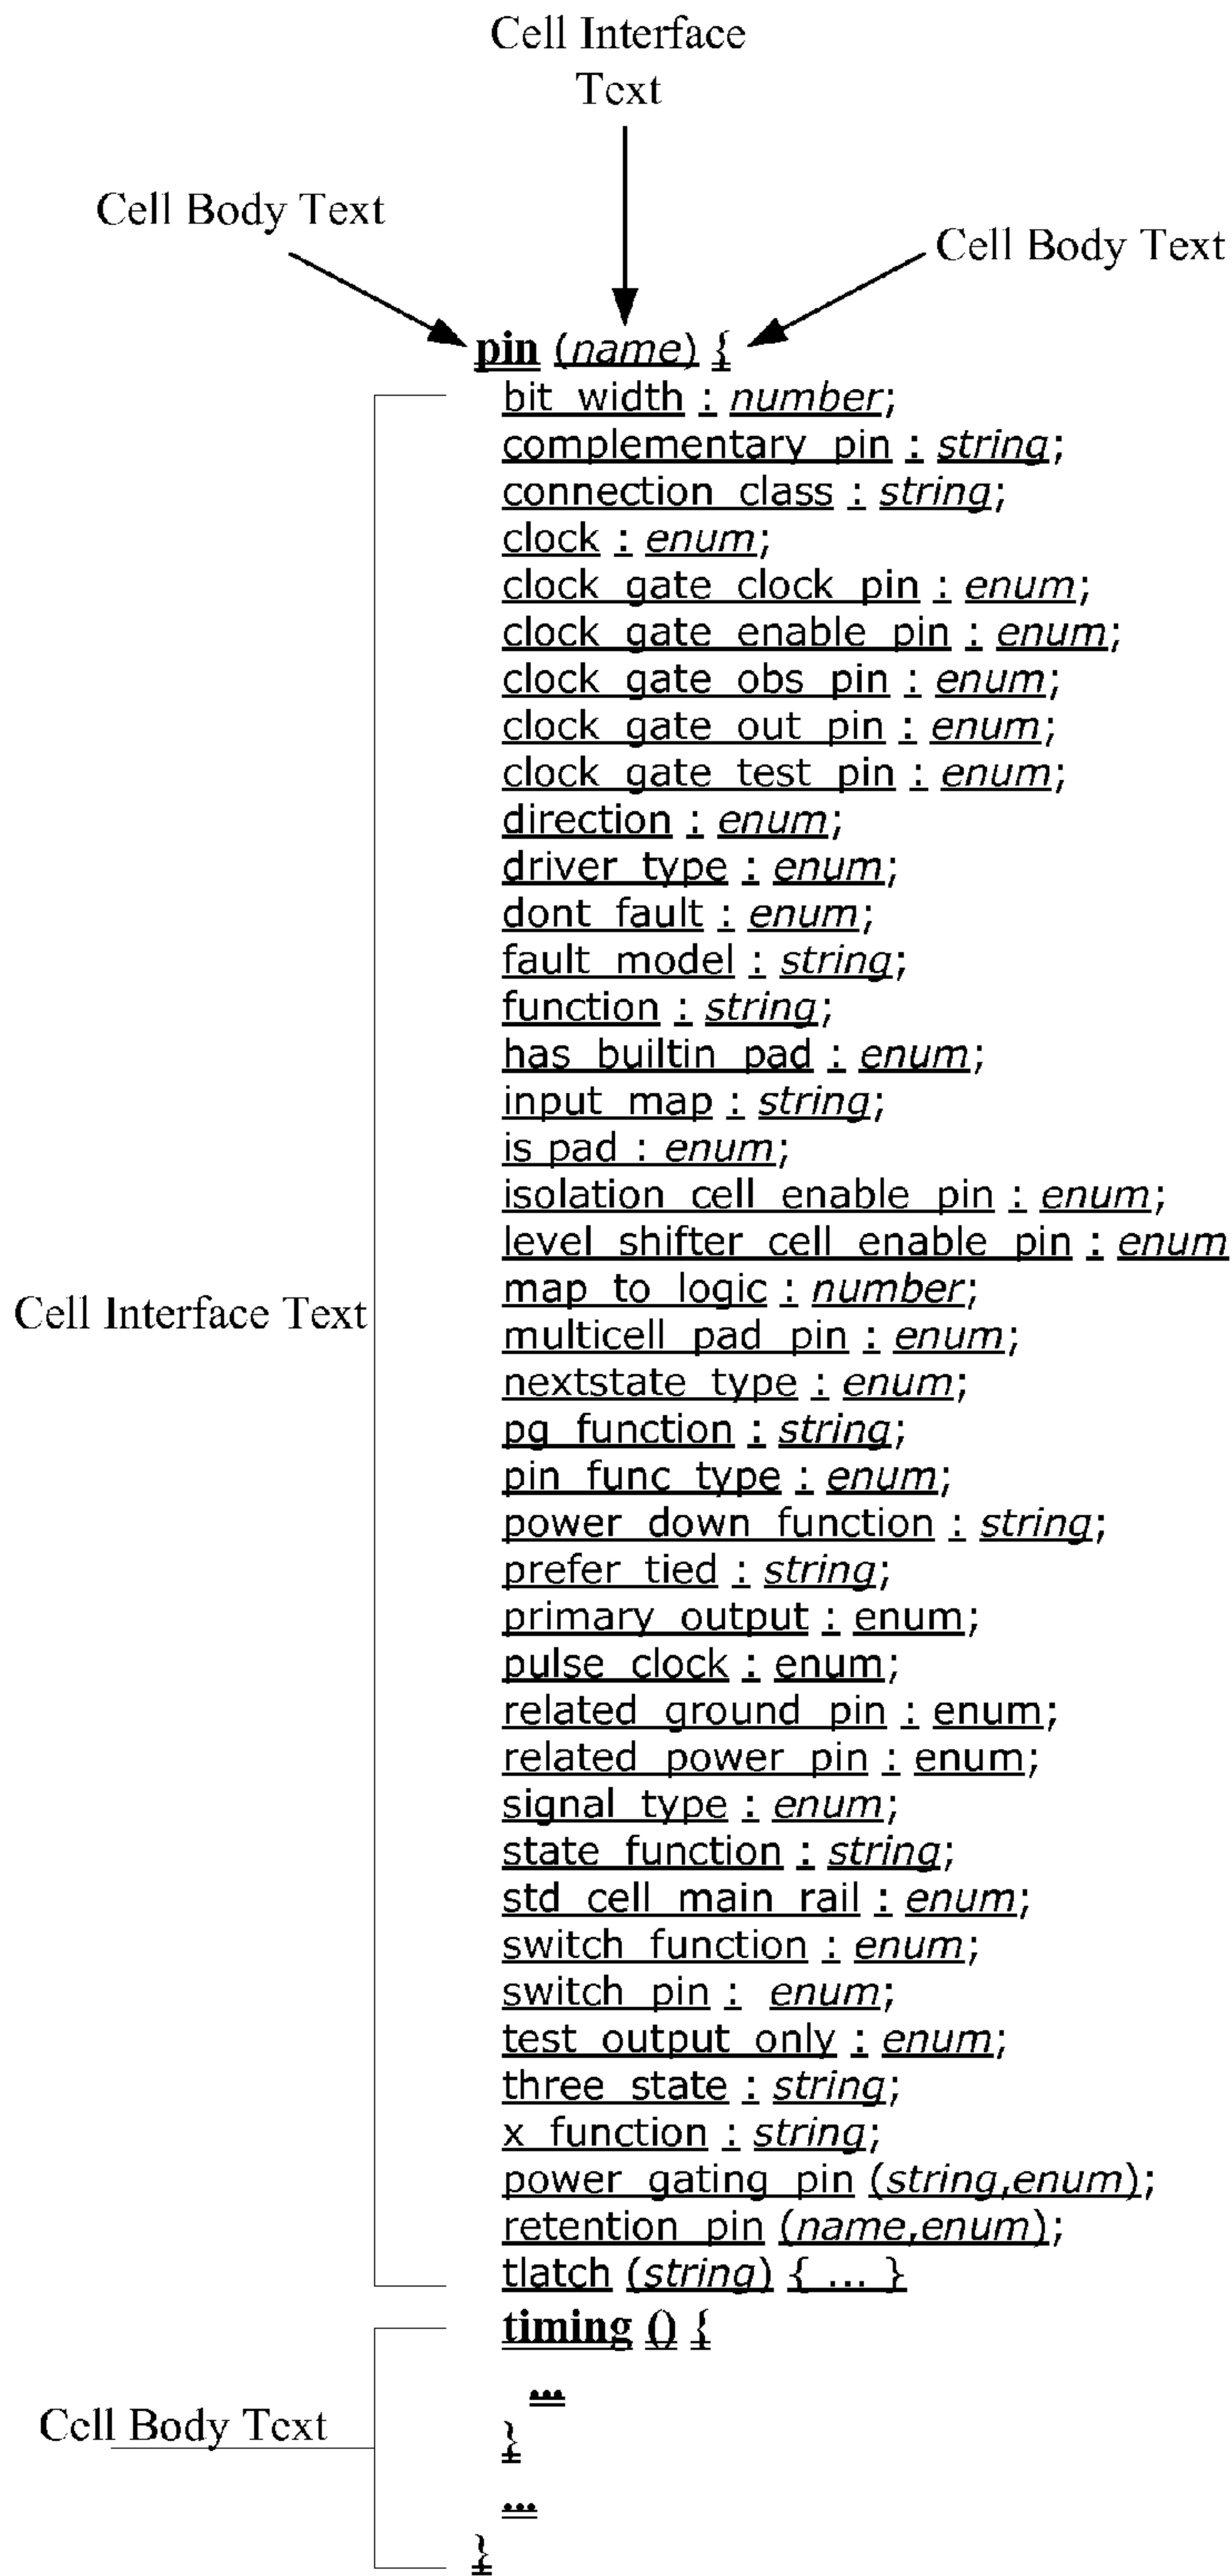 Cell Interface
Text
Cell Body Text
Cell Body Text
pin (name) {
bit_width : number;
complementary_pin : string;
connection_class : string;
clock : enum;
clock_gate_clock_pin : enum;
clock_gate_enable_pin : enum;
clock_gate_obs_pin : enum;
clock_gate_out_pin : enum;
clock_gate_test_pin : enum;
direction : enum;
driver_type : enum;
dont_fault : enum;
fault_model : string;
function : string;
has_builtin_pad : enum;
input_map : string;
is_pad : enum;
isolation_cell_enable_pin : enum;
level_shifter_cell_enable_pin : enum
Cell Interface Text
map_to_logic : number;
multicell_pad_pin : enum;
nextstate_type : enum;
pg_function : string;
pin_func_type : enum;
power_down_function : string;
prefer_tied : string;
primary_output : enum;
pulse_clock : enum;
related_ground_pin : enum;
related_power_pin : enum;
signal_type : enum;
state_function : string;
std_cell_main_rail : enum;
switch_function : enum;
switch_pin :  enum;
test_output_only : enum;
three_state : string;
x_function : string;
power_gating_pin (string,enum);
retention_pin (name,enum);
tlatch (string) { ... }
timing () {
...
Cell Body Text
}
...
}